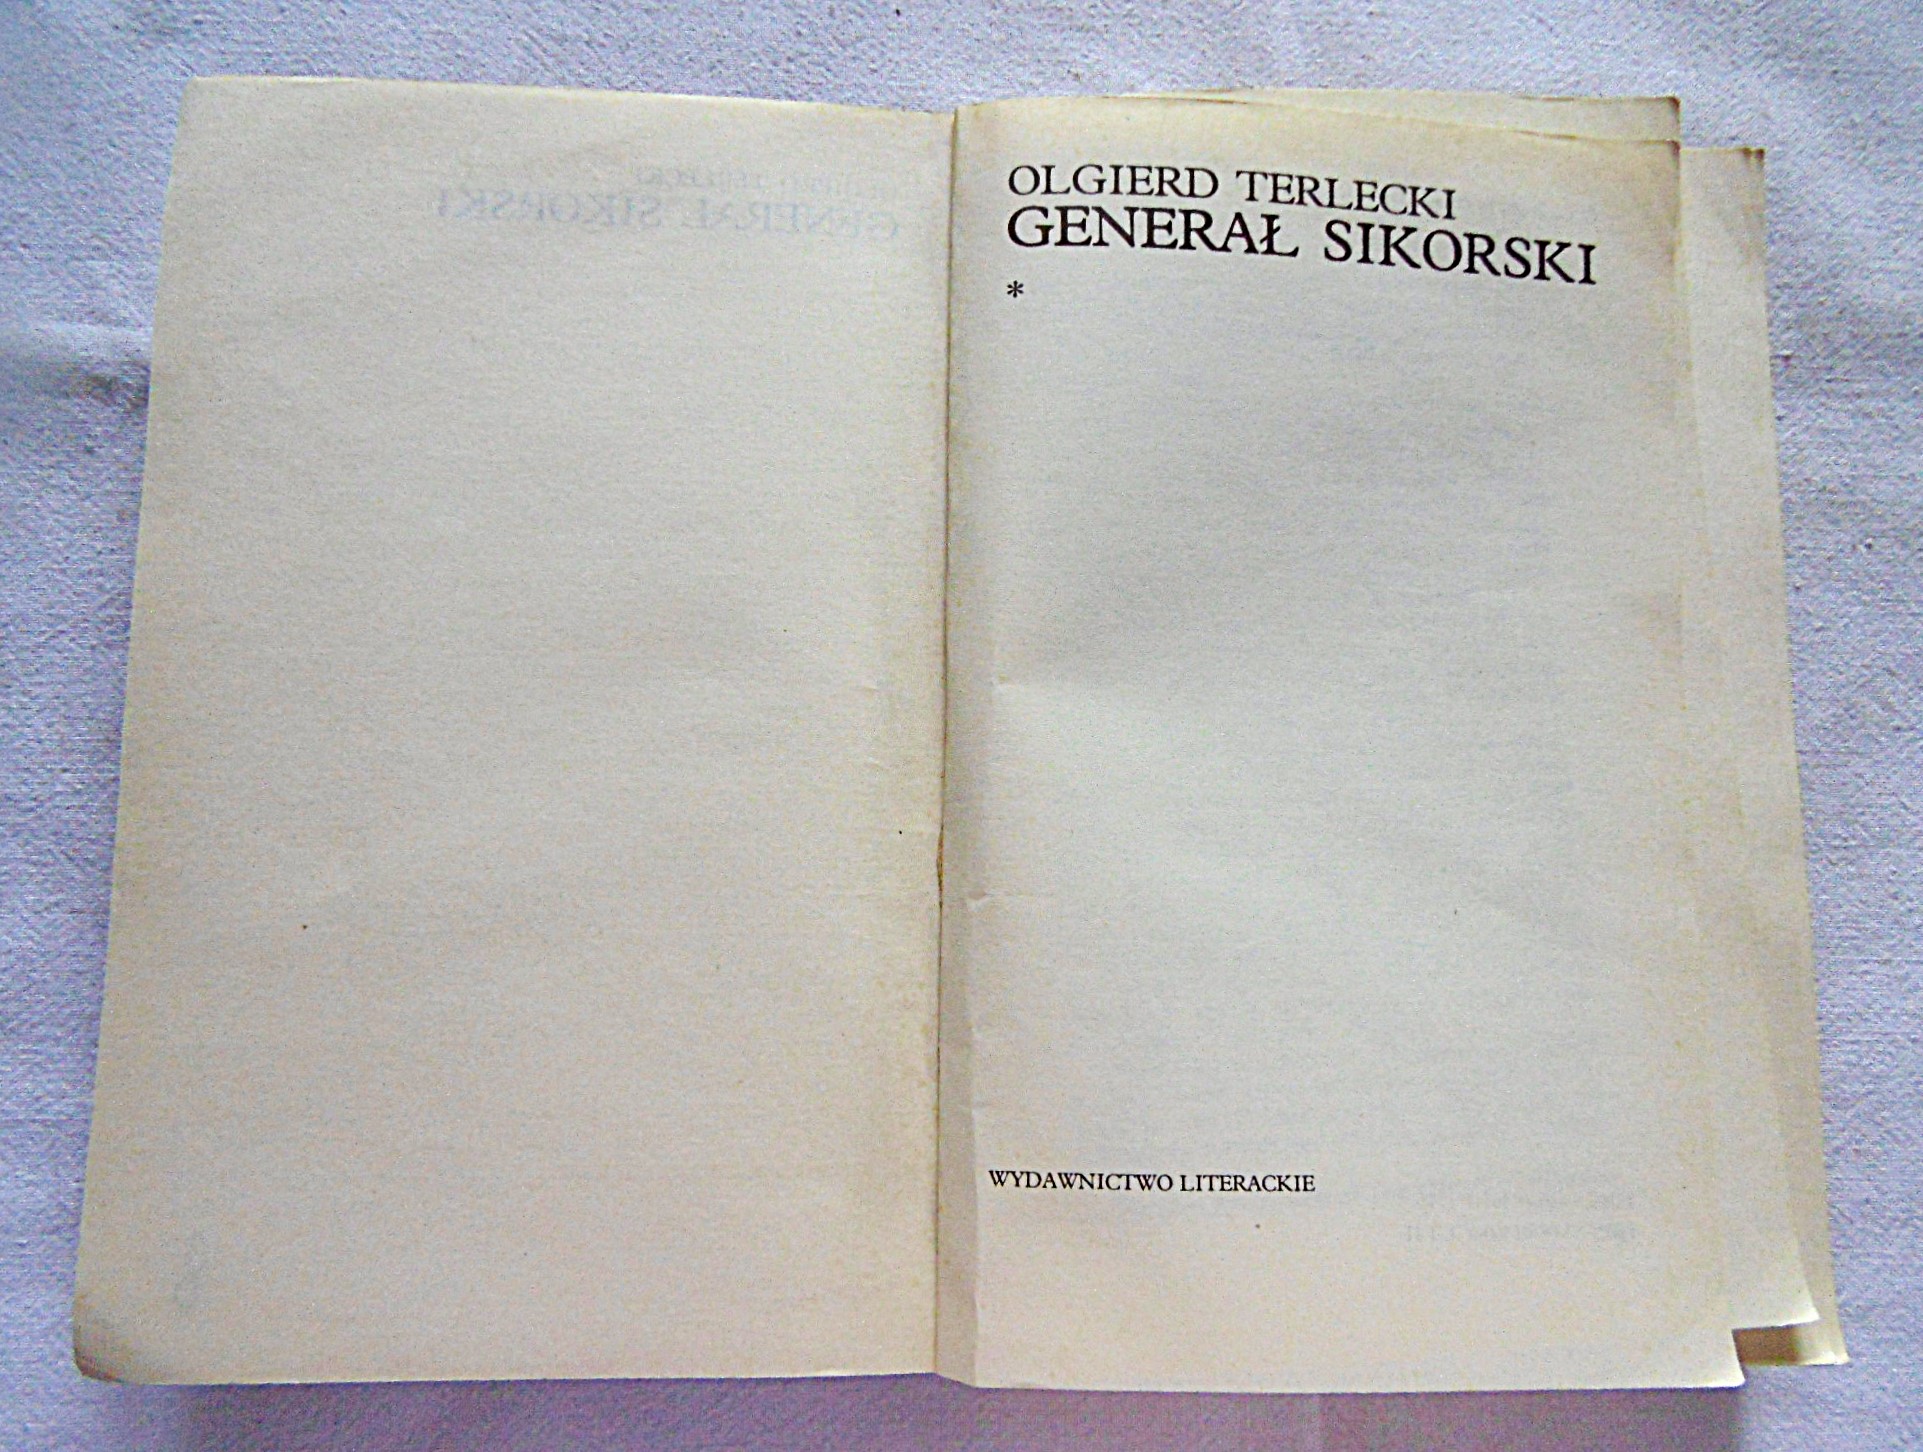 OLGIERD TERLECKI
GENERAŁ SIKORSKI
*
WYDAWNICTWO LITERACKIE